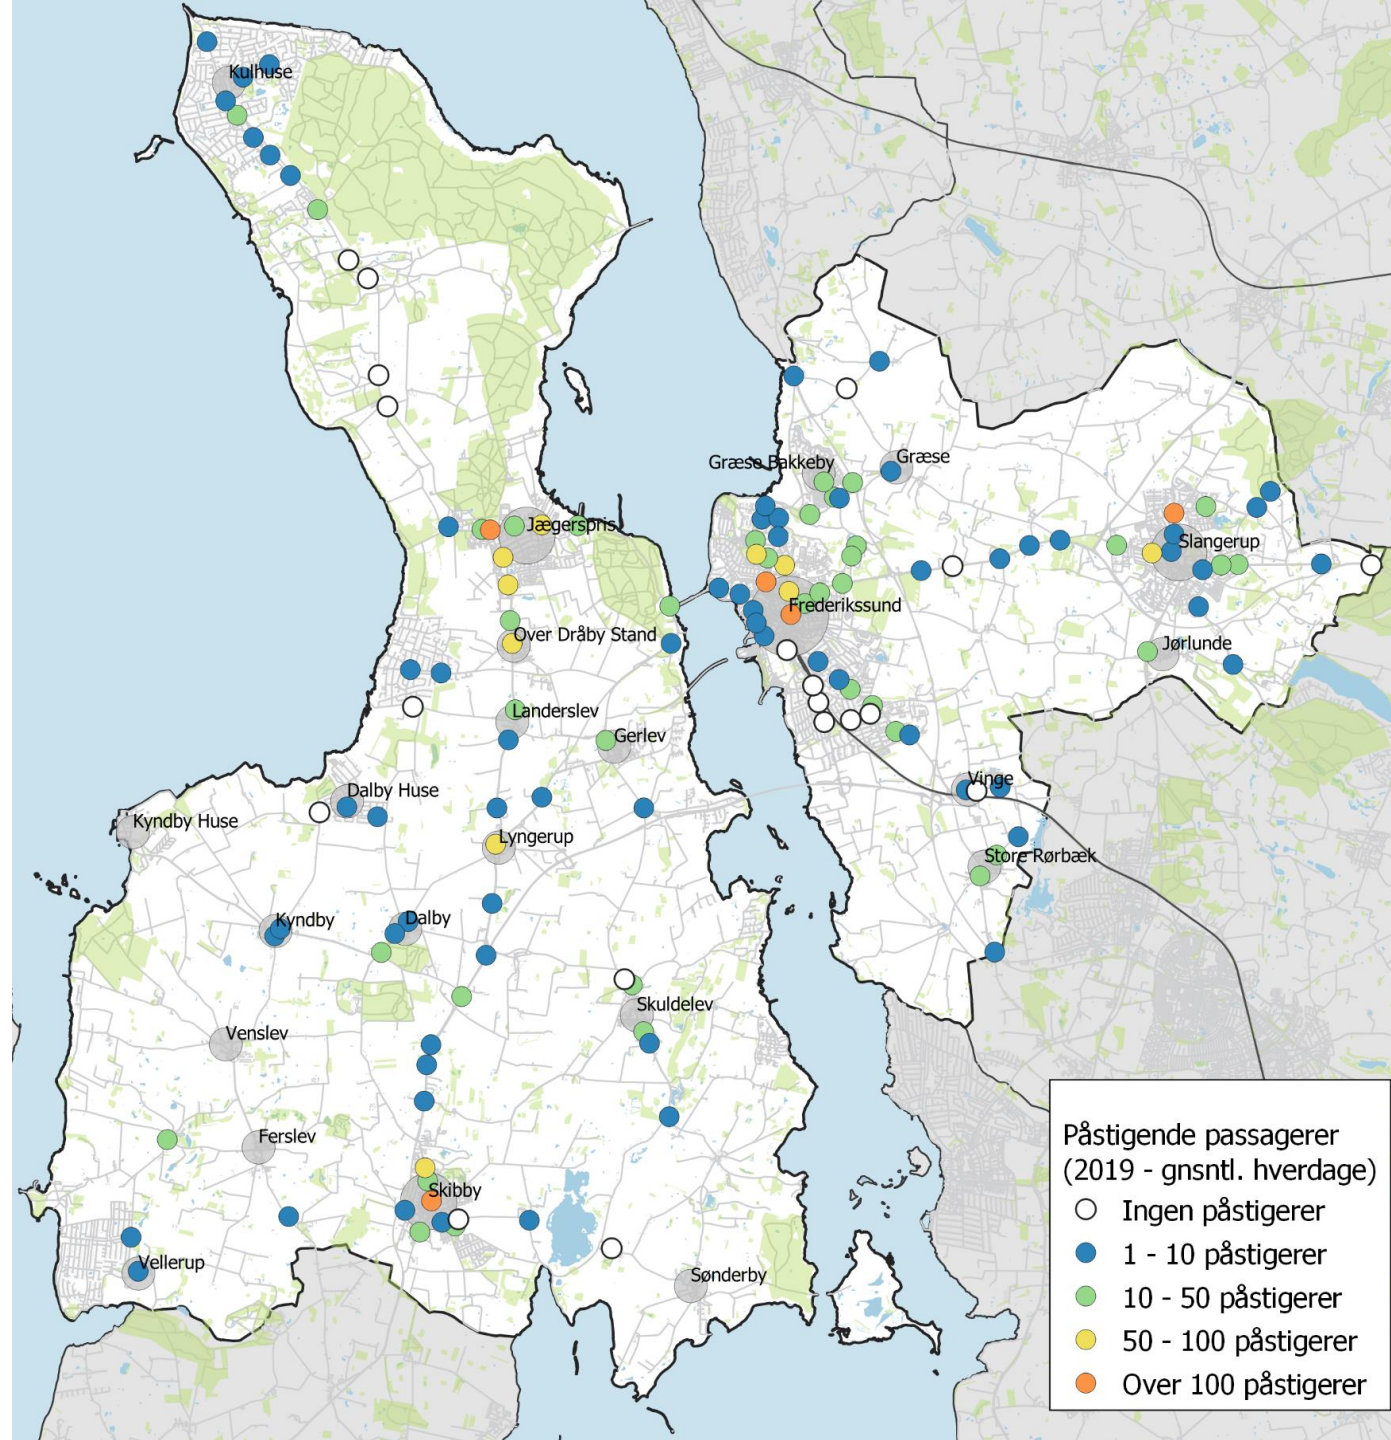 Kulhuse
Græse Bakkeby
Græse
Jægerspris
Slangerup
Frederikssund
Over Dråby Stand
Jørlunde
Landerslev
Gerlev
Vinge
Dalby Huse
Kyndby Huse
Lyngerup
Store Rørbæk
Kyndby
Dalby
Skuldelev
Venslev
Ferslev
Skibby
Vellerup
Sønderby
Påstigende passagerer
(2019 - gnsntl. hverdage)
Ingen påstigerer
1 - 10 påstigerer
10 - 50 påstigerer
50 - 100 påstigerer
Over 100 påstigerer